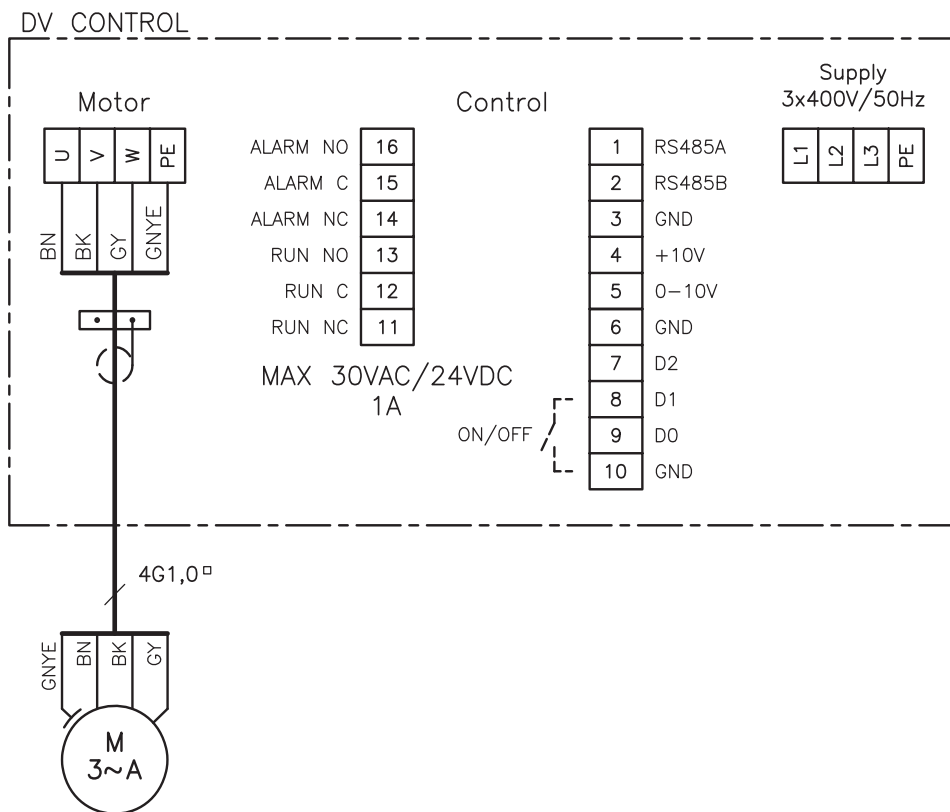 DV CONTROL
Motor
Control
Supply
3x400V/50Hz
U V W PE
BN BK GY GNYE
ALARM NO 16
ALARM C 15
ALARM NC 14
RUN NO 13
RUN C 12
RUN NC 11
MAX 30VAC/24VDC
1A
1 RS485A
2 RS485B
3 GND
4 +10V
5 0-10V
6 GND
7 D2
8 D1
9 D0
10 GND
ON/OFF
L1 L2 L3 PE
4G1,0□
GNYE BN BK GY
M
3~A